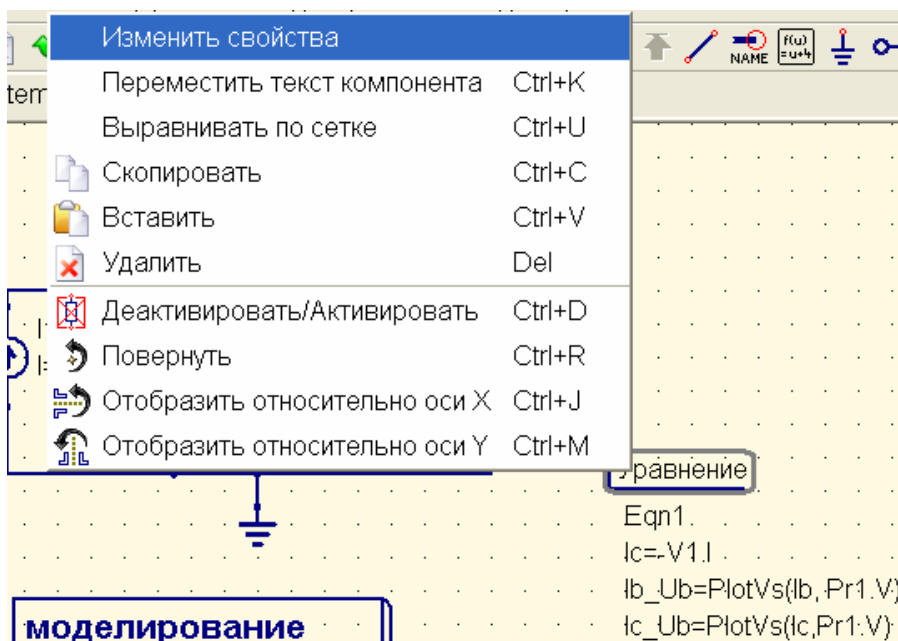 Изменить свойства
Переместить текст компонента Ctrl+K
Выравнивать по сетке Ctrl+U
Скопировать Ctrl+C
Вставить Ctrl+V
Удалить Del
Деактивировать/Активировать Ctrl+D
Повернуть Ctrl+R
Отобразить относительно оси X Ctrl+J
Отобразить относительно оси Y Ctrl+M
NAME
f(u)
=u+4
tem
I=
Уравнение
Eqn1
Ic=-V1.I
Ib_Ub=PlotVs(Ib, Pr1.V)
Ic_Ub=PlotVs(Ic,Pr1.V)
моделирование